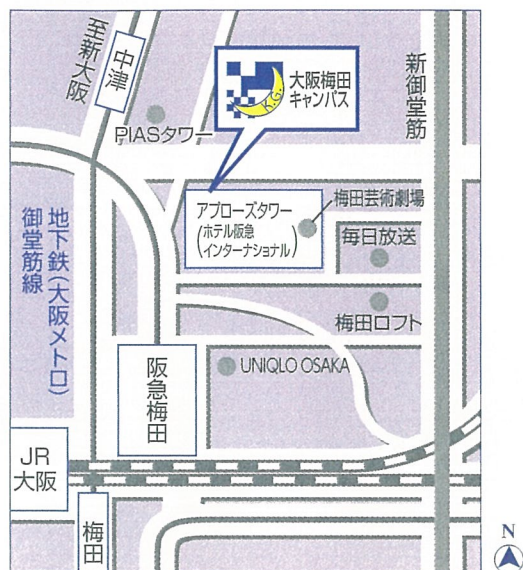 至新大阪
中津
PIASタワー
K.G.
大阪梅田
キャンパス
新御堂筋
アプローズタワー
(ホテル阪急
インターナショナル)
梅田芸術劇場
毎日放送
梅田ロフト
地下鉄(大阪メトロ)
御堂筋線
阪急梅田
UNIQLO OSAKA
JR
大阪
梅田
N